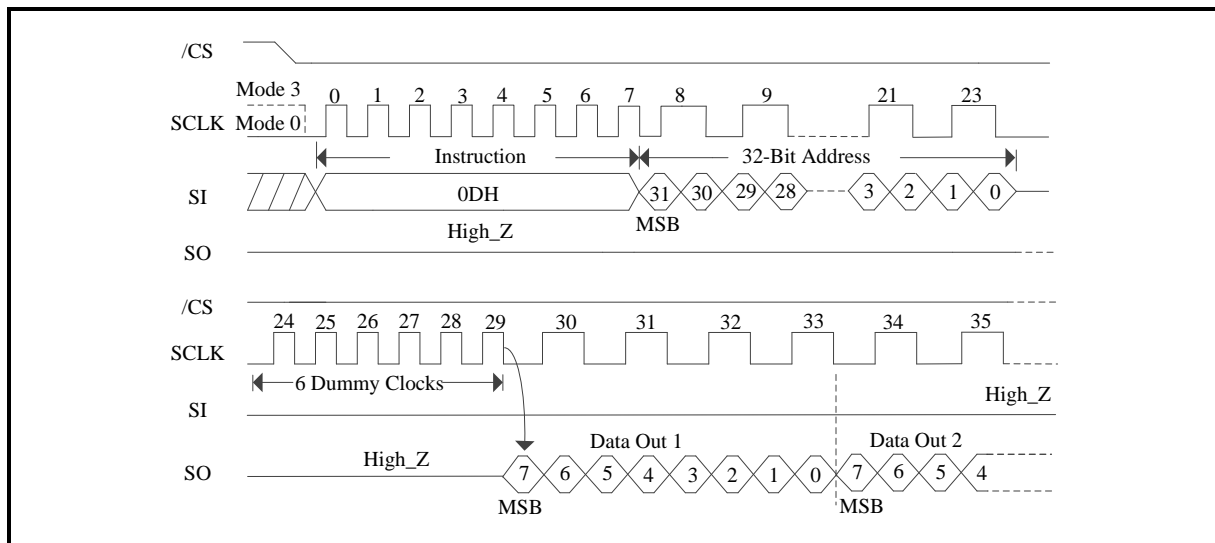 /CS
Mode 3
0 1 2 3 4 5 6 7 8 9 21 23
SCLK
Mode 0
Instruction
32-Bit Address
SI
0DH
31 30 29 28 3 2 1 0
MSB
High_Z
SO
/CS
24 25 26 27 28 29 30 31 32 33 34 35
SCLK
6 Dummy Clocks
High_Z
SI
Data Out 1
Data Out 2
High_Z
SO
7 6 5 4 3 2 1 0 7 6 5 4
MSB
MSB